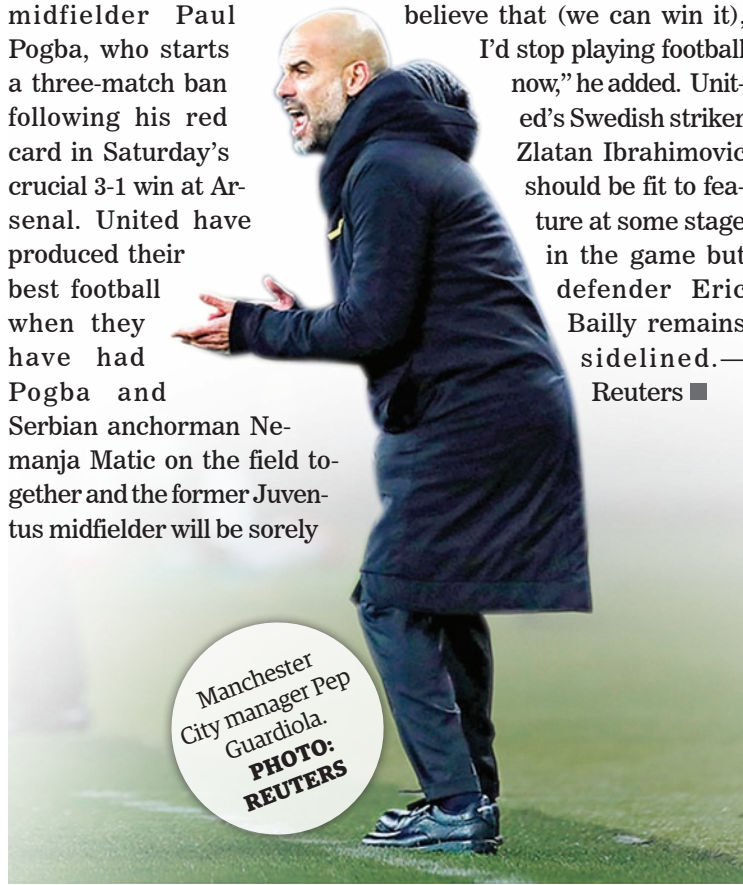 midfielder Paul
Pogba, who starts
a three-match ban
following his red
card in Saturday's
crucial 3-1 win at Ar-
senal. United have
produced their
best football
when they
have had
Pogba and
Serbian anchorman Ne-
manja Matic on the field to-
gether and the former Juven-
tus midfielder will be sorely
believe that (we can win it),
I'd stop playing football
now,” he added. Unit-
ed's Swedish striker
Zlatan Ibrahimovic
should be fit to fea-
ture at some stage
in the game but
defender Eric
Bailly remains
sidelined.—
Reuters
Manchester
City manager Pep
Guardiola.
PHOTO:
REUTERS